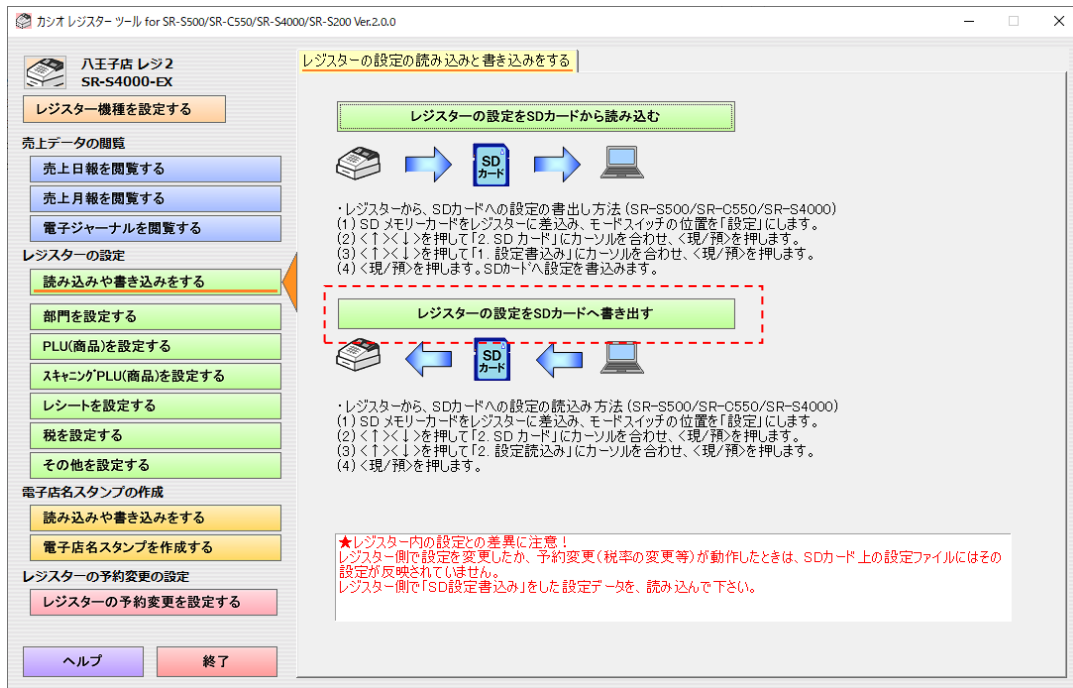 カシオ レジスター ツール for SR-S500/SR-C550/SR-S4000/SR-S200 Ver.2.0.0
八王子店 レジ2
SR-S4000-EX
レジスター機種を設定する
売上データの閲覧
売上日報を閲覧する
売上月報を閲覧する
電子ジャーナルを閲覧する
レジスターの設定
読み込みや書き込みをする
部門を設定する
PLU(商品)を設定する
スキャニングPLU(商品)を設定する
レシートを設定する
税を設定する
その他を設定する
電子店名スタンプの作成
読み込みや書き込みをする
電子店名スタンプを作成する
レジスターの予約変更の設定
レジスターの予約変更を設定する
ヘルプ
終了
レジスターの設定の読み込みと書き込みをする
レジスターの設定をSDカードから読み込む
SD
カード
・レジスターから、SDカードへの設定の書出し方法 (SR-S500/SR-C550/SR-S4000)
(1) SD メモリーカードをレジスターに差込み、モードスイッチの位置を「設定」にします。
(2) <↑><↓>を押して「2. SD カード」にカーソルを合わせ、<現/預>を押します。
(3) <↑><↓>を押して「1. 設定書込み」にカーソルを合わせ、<現/預>を押します。
(4) <現/預>を押します。SDカードへ設定を書込みます。
レジスターの設定をSDカードへ書き出す
SD
カード
・レジスターから、SDカードへの設定の読込み方法 (SR-S500/SR-C550/SR-S4000)
(1) SD メモリーカードをレジスターに差込み、モードスイッチの位置を「設定」にします。
(2) <↑><↓>を押して「2. SD カード」にカーソルを合わせ、<現/預>を押します。
(3) <↑><↓>を押して「2. 設定読込み」にカーソルを合わせ、<現/預>を押します。
(4) <現/預>を押します。
★レジスター内の設定との差異に注意！
レジスター側で設定を変更したか、予約変更(税率の変更等)が動作したときは、SDカード上の設定ファイルにはその
設定が反映されていません。
レジスター側で「SD設定書込み」をした設定データを、読み込んで下さい。